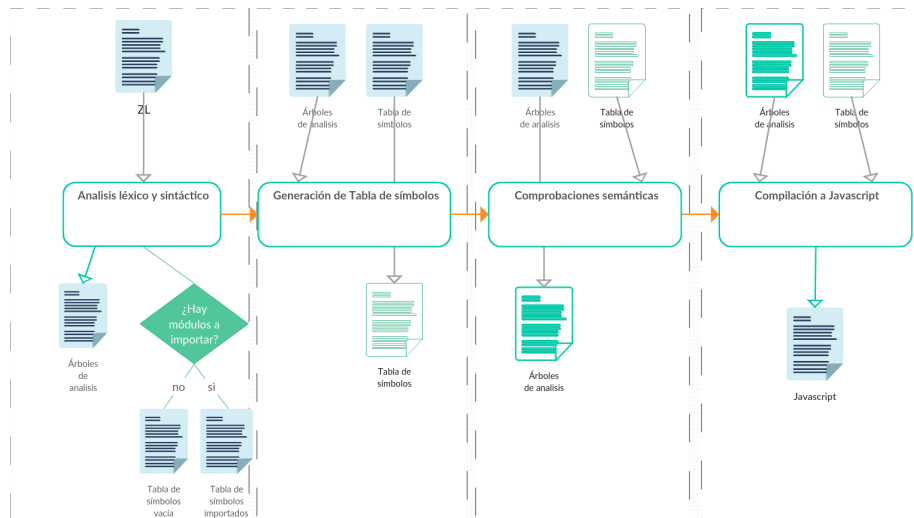 ZL
Árboles
de analisis
Tabla de
símbolos
Árboles
de analisis
Tabla de
símbolos
Árboles
de analisis
Tabla de
símbolos
Analisis léxico y sintáctico
Generación de Tabla de símbolos
Comprobaciones semánticas
Compilación a Javascript
¿Hay
módulos a
importar?
Árboles
de
analisis
no
si
Tabla de
símbolos
vacía
Tabla de
símbolos
importados
Tabla de
símbolos
Árboles
de analisis
Javascript